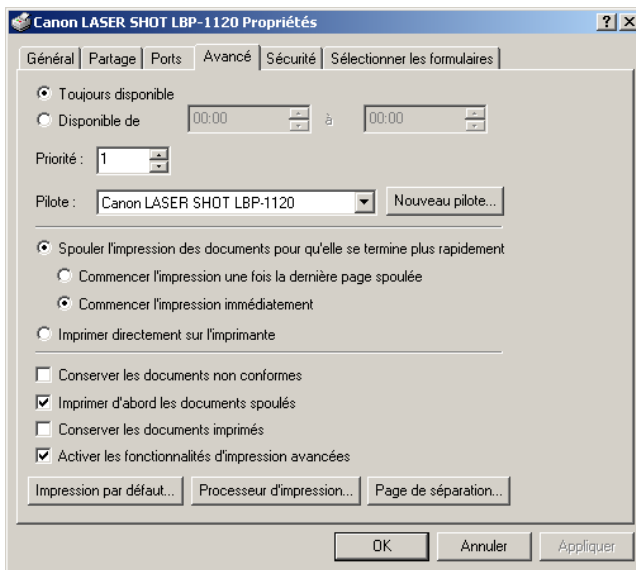 Canon LASER SHOT LBP-1120 Propriétés
Général Partage Ports Avancé Sécurité Sélectionner les formulaires
Toujours disponible
Disponible de 00:00 à 00:00
Priorité : 1
Pilote : Canon LASER SHOT LBP-1120 Nouveau pilote...
Spouler l'impression des documents pour qu'elle se termine plus rapidement
Commencer l'impression une fois la dernière page spoulée
Commencer l'impression immédiatement
Imprimer directement sur l'imprimante
Conserver les documents non conformes
Imprimer d'abord les documents spoulés
Conserver les documents imprimés
Activer les fonctionnalités d'impression avancées
Impression par défaut... Processeur d'impression... Page de séparation...
OK Annuler Appliquer